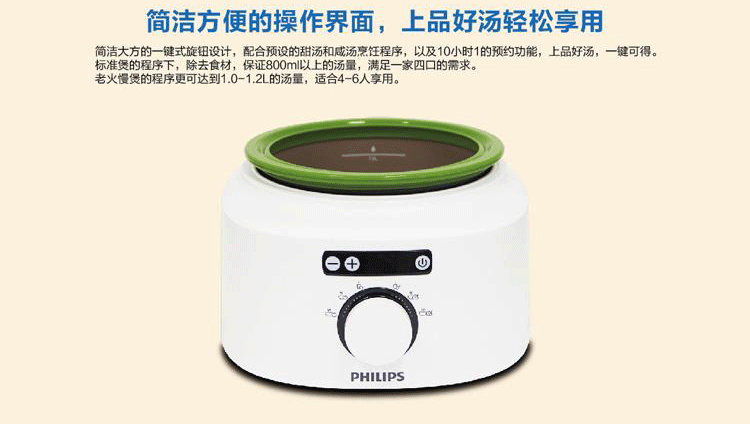 简洁方便的操作界面，上品好汤轻松享用
简洁大方的一键式旋钮设计，配合预设的甜汤和咸汤烹饪程序，以及10小时1的预约功能，上品好汤，一键可得。
标准煲的程序下，除去食材，保证800ml以上的汤量，满足一家四口的需求。
老火慢煲的程序更可达到1.0-1.2L的汤量，适合4-6人享用。
PHILIPS